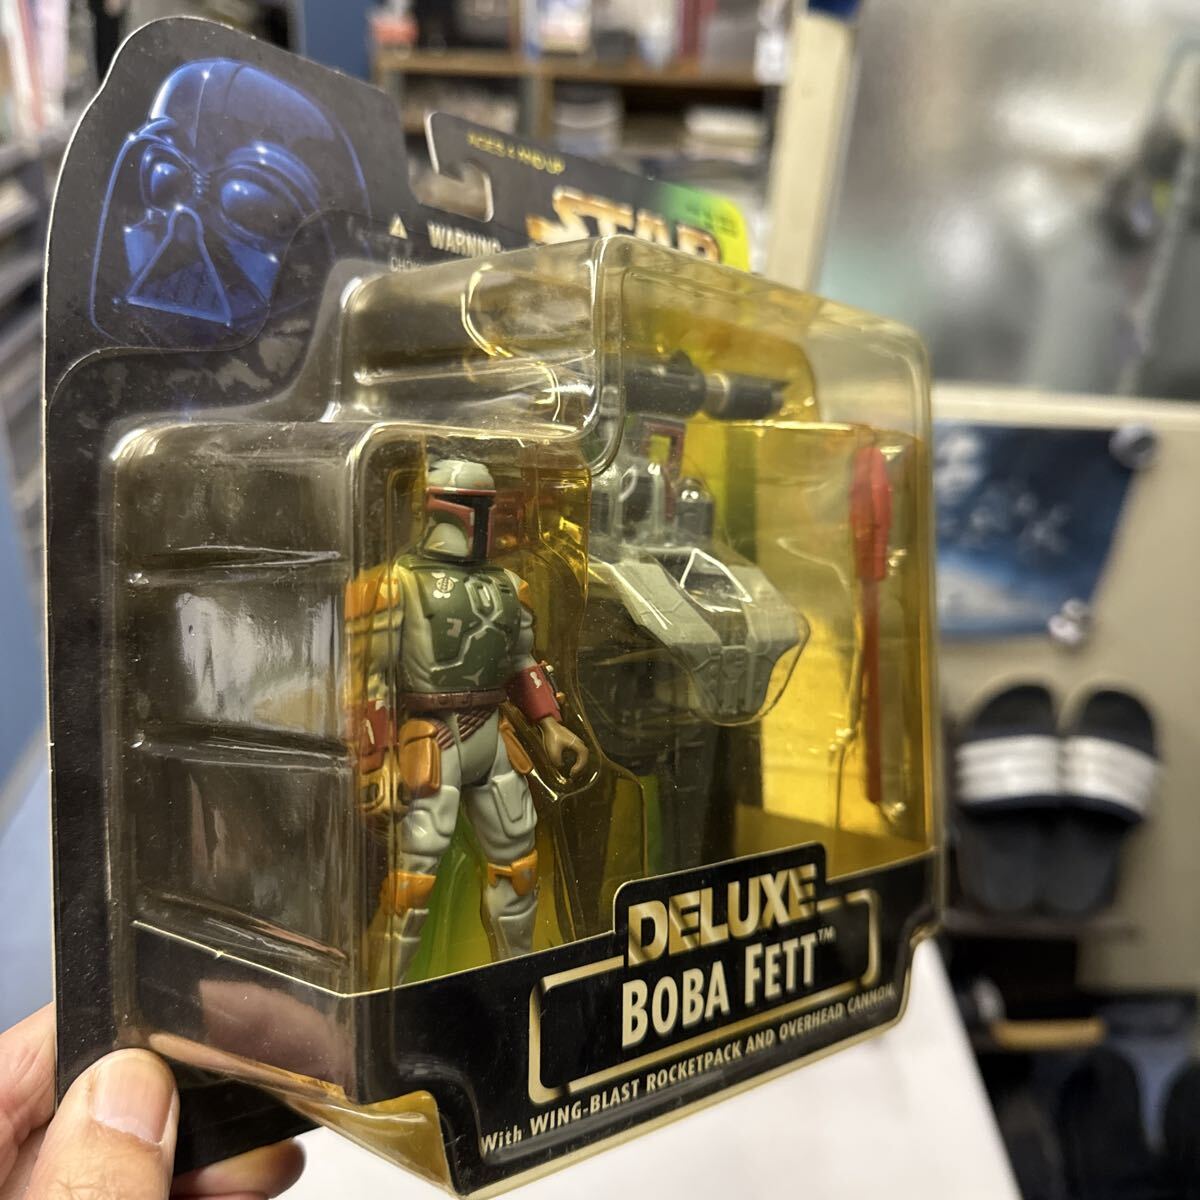 AGES 4 AND UP
STAR
WARNING
DELUXE
BOBA FETT™
With WING-BLAST ROCKETPACK AND OVERHEAD CANNON